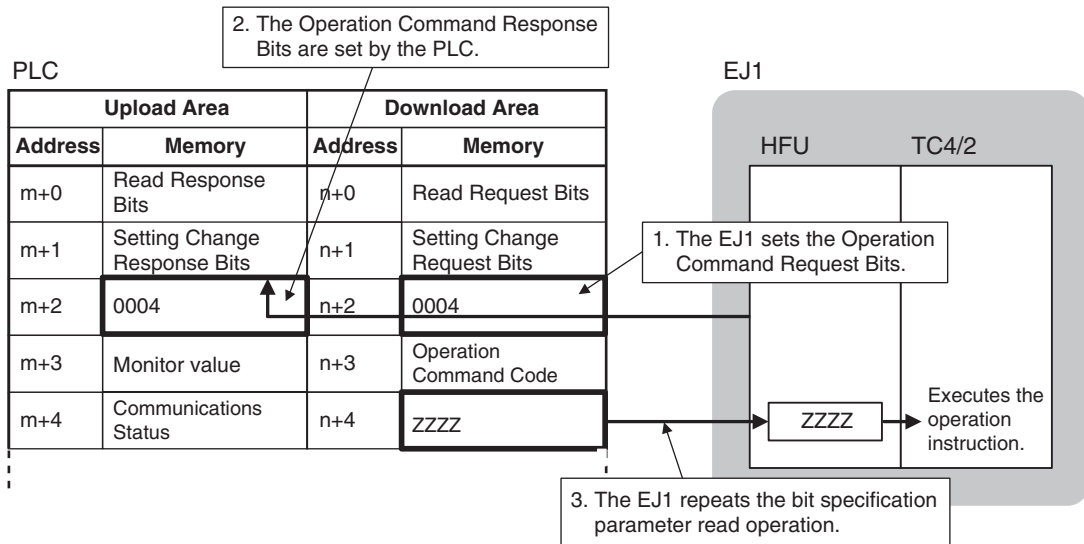 2. The Operation Command Response
Bits are set by the PLC.
PLC
EJ1
Upload Area Download Area
Address Memory Address Memory
HFU TC4/2
m+0 Read Response
Bits n+0 Read Request Bits
m+1 Setting Change
Response Bits n+1 Setting Change
Request Bits
1. The EJ1 sets the Operation
Command Request Bits.
m+2 0004 n+2 0004
m+3 Monitor value n+3 Operation
Command Code
m+4 Communications
Status n+4 ZZZZ
ZZZZ
Executes the
operation
instruction.
3. The EJ1 repeats the bit specification
parameter read operation.